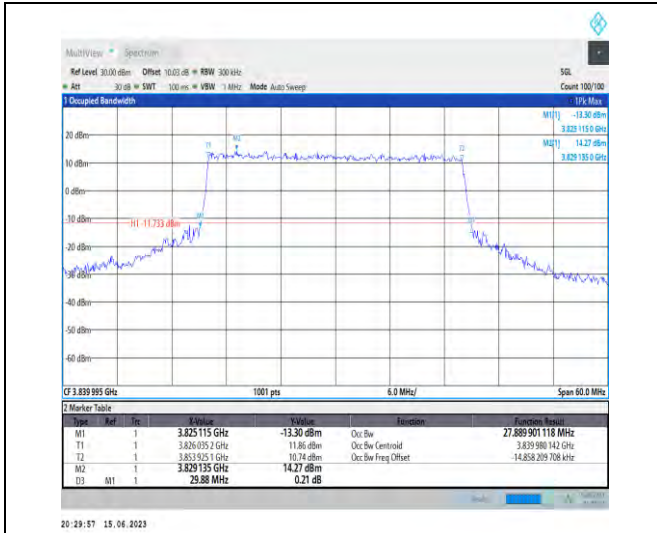 MultiView Spectrum
Ref Level 30.00 dBm Offset 10.03 dB RBW 300 kHz SGL
Att 30 dB SWT 100 ms VBW 1 MHz Mode Auto Sweep Count 100/100
1 Occupied Bandwidth 1Pk Max
M1[1] -13.30 dBm
3.825 115 0 GHz
M2[1] 14.27 dBm
3.829 135 0 GHz
20 dBm
T1 M2 T2
10 dBm
0 dBm
-10 dBm
H1 -11.733 dBm
-20 dBm
-30 dBm
-40 dBm
-50 dBm
-60 dBm
CF 3.839 995 GHz 1001 pts 6.0 MHz/ Span 60.0 MHz
2 Marker Table
Type Ref Trc X-Value Y-Value Function Function Result
M1 1 3.825 115 GHz -13.30 dBm Occ Bw 27.889 901 118 MHz
T1 1 3.826 035 2 GHz 11.86 dBm Occ Bw Centroid 3.839 980 142 GHz
T2 1 3.853 925 1 GHz 10.74 dBm Occ Bw Freq Offset -14.858 209 708 kHz
M2 1 3.829 135 GHz 14.27 dBm
D3 M1 1 29.88 MHz 0.21 dB
20:29:57 15.06.2023